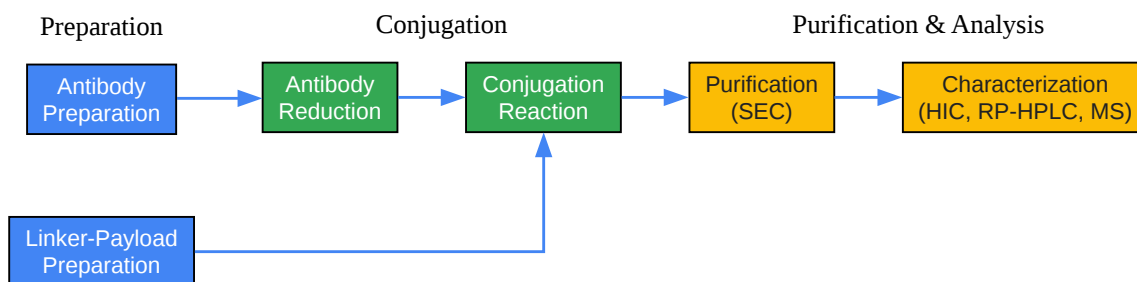 Preparation
Conjugation
Purification & Analysis
Antibody
Preparation
Antibody
Reduction
Conjugation
Reaction
Purification
(SEC)
Characterization
(HIC, RP-HPLC, MS)
Linker-Payload
Preparation